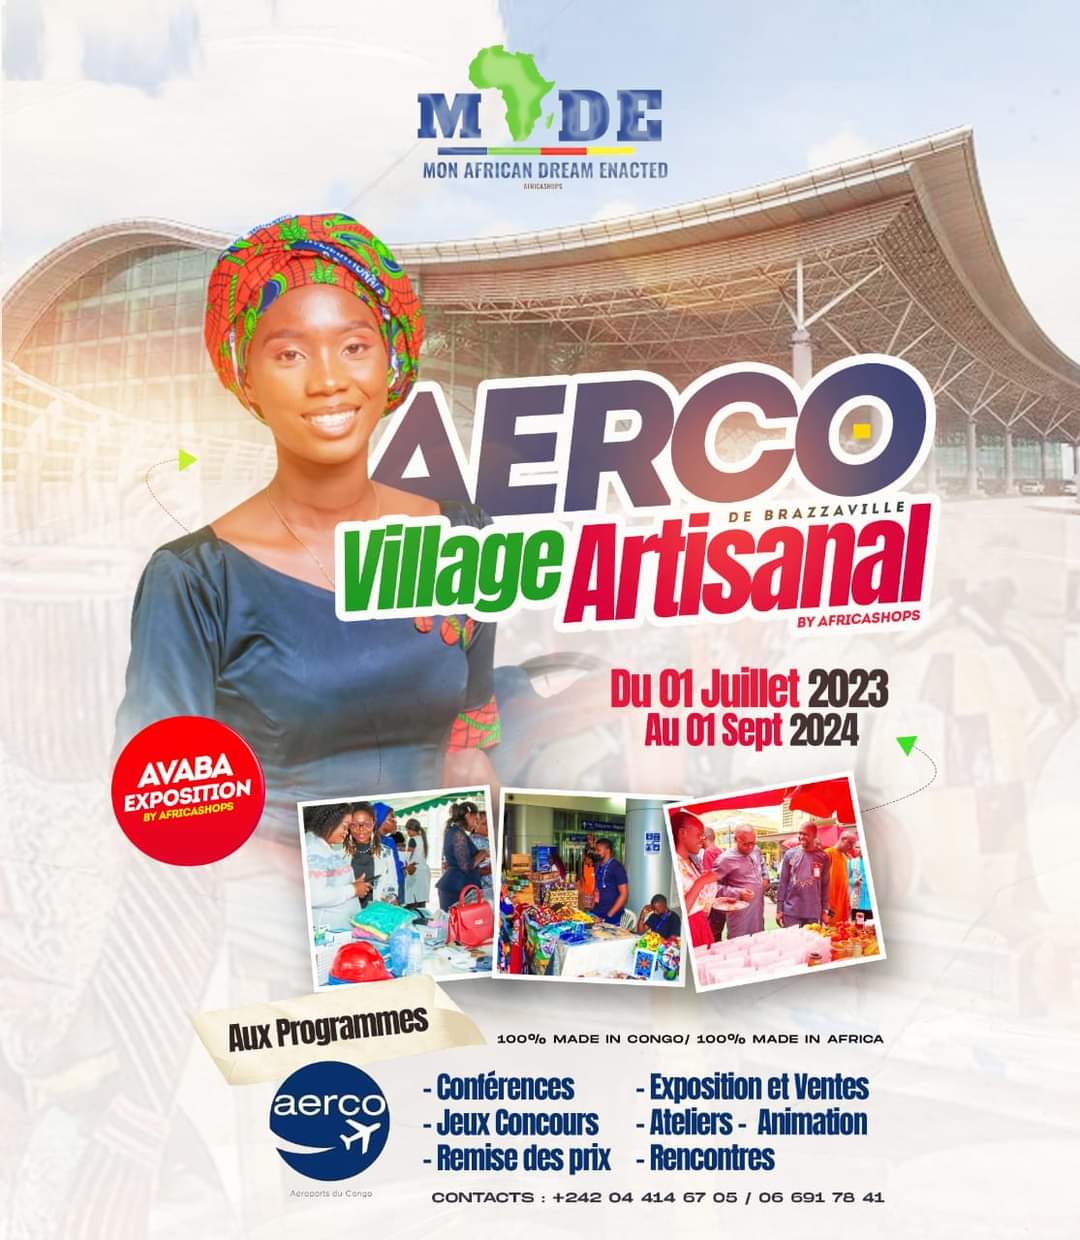 MADE
MON AFRICAN DREAM ENACTED
AFRICASHOPS
AERCO
DE BRAZZAVILLE
Village Artisanal
BY AFRICASHOPS
Du 01 Juillet 2023
Au 01 Sept 2024
AVABA
EXPOSITION
BY AFRICASHOPS
Aux Programmes
100% MADE IN CONGO/ 100% MADE IN AFRICA
aerco
Aéroports du Congo
- Conférences
- Jeux Concours
- Remise des prix
- Exposition et Ventes
- Ateliers - Animation
- Rencontres
CONTACTS : +242 04 414 67 05 / 06 691 78 41